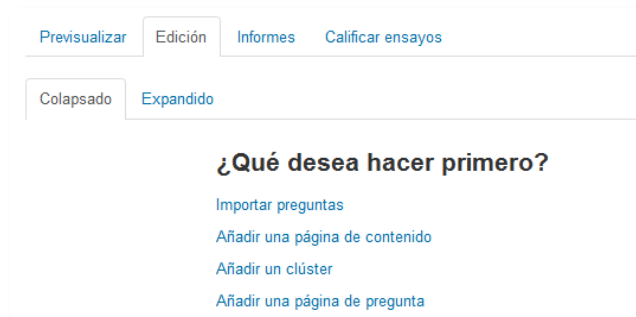 Previsualizar Edición Informes Calificar ensayos
Colapsado Expandido
¿Qué desea hacer primero?
Importar preguntas
Añadir una página de contenido
Añadir un clúster
Añadir una página de pregunta